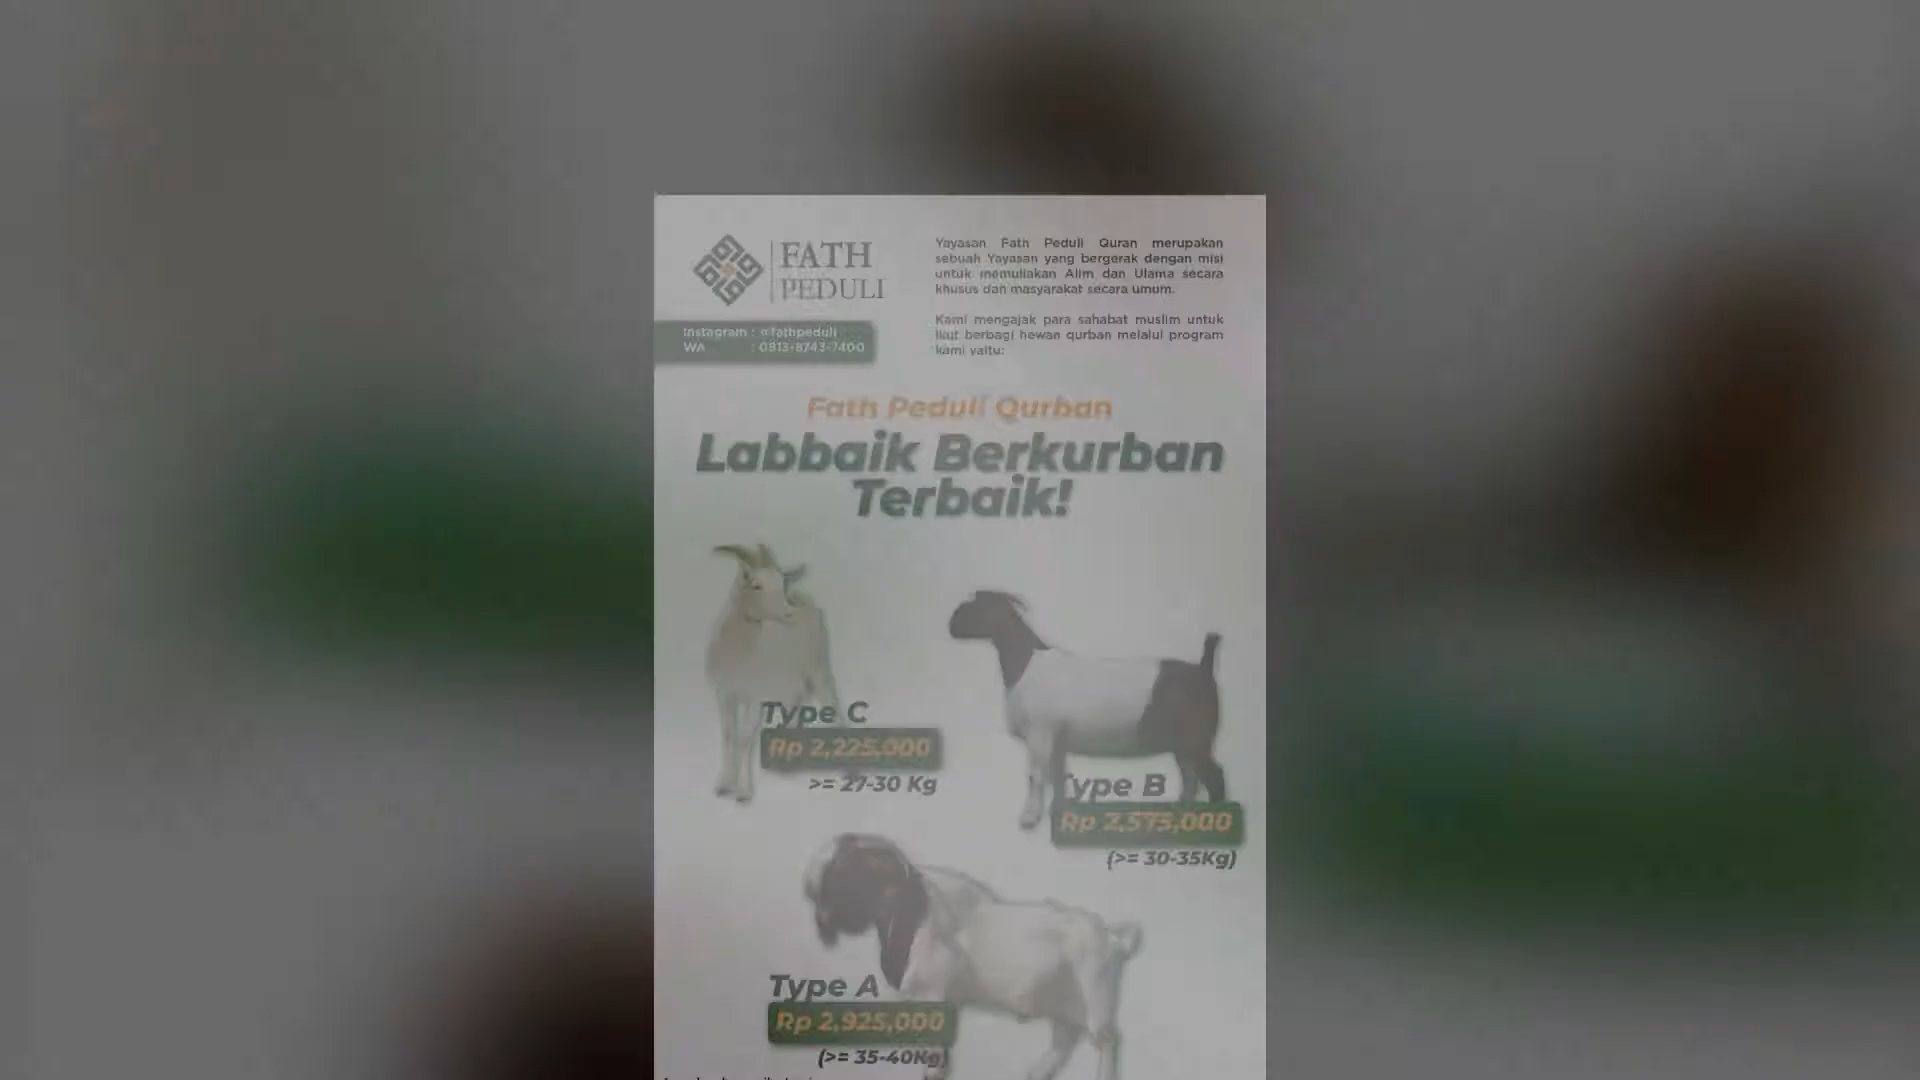 FATH
PEDULI
Instagram : @fathpeduli
WA : 0813-8743-7400
Yayasan Fath Peduli Quran merupakan
sebuah Yayasan yang bergerak dengan misi
untuk memuliakan Alim dan Ulama secara
khusus dan masyarakat secara umum.
Kami mengajak para sahabat muslim untuk
ikut berbagi hewan qurban melalui program
kami yaitu:
Fath Peduli Qurban
Labbaik Berkurban
Terbaik!
Type C
Rp 2,225,000
>= 27-30 Kg
Type B
Rp 2,575,000
(>= 30-35Kg)
Type A
Rp 2,925,000
(>= 35-40Kg)